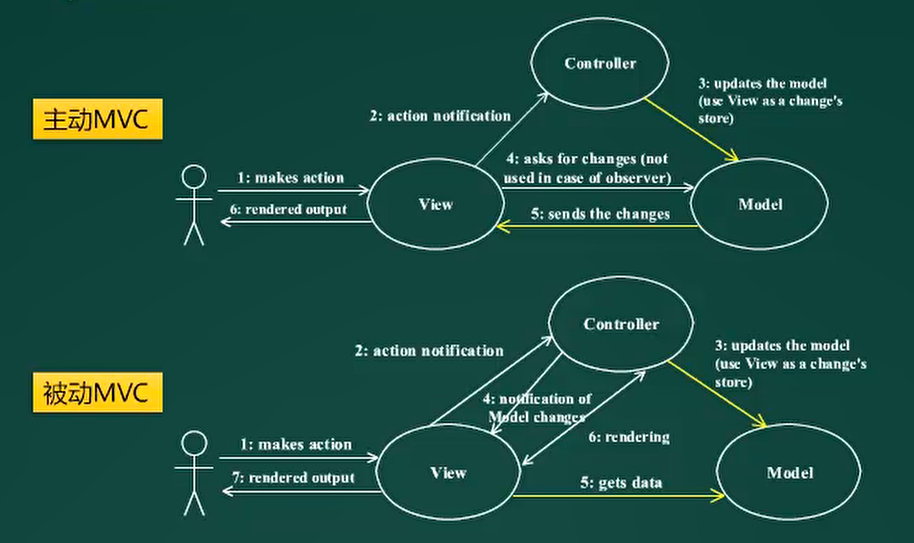 Controller
3: updates the model
(use View as a change's
store)
主动MVC
2: action notification
4: asks for changes (not
used in case of observer)
1: makes action
View
Model
6: rendered output
5: sends the changes
Controller
3: updates the model
(use View as a change's
store)
2: action notification
被动MVC
4: notification of
Model changes
6: rendering
1: makes action
View
Model
7: rendered output
5: gets data